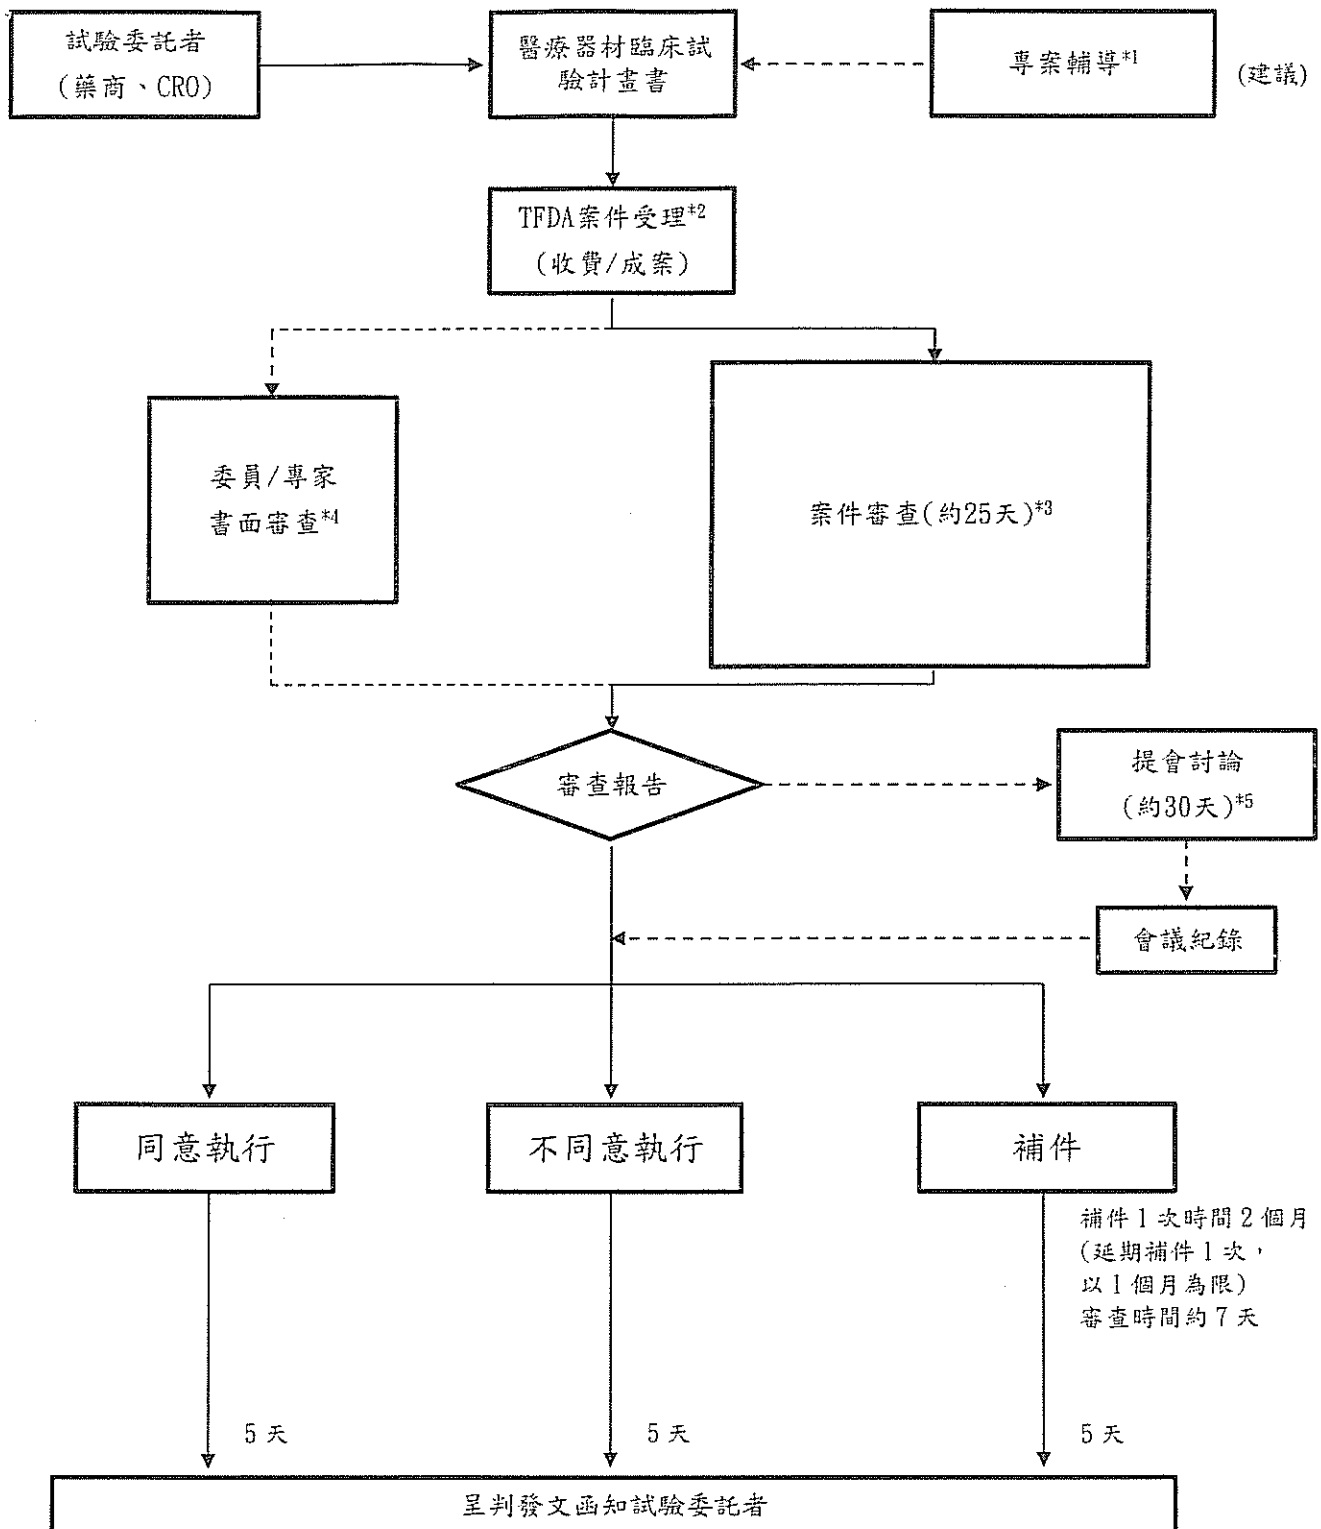 試驗委託者
(藥商、CRO)
醫療器材臨床試
驗計畫書
專案輔導*1
(建議)
TFDA案件受理*2
(收費/成案)
委員/專家
書面審查*4
案件審查(約25天)*3
審查報告
提會討論
(約30天)*5
會議紀錄
同意執行
不同意執行
補件
補件1次時間2個月
(延期補件1次，
以1個月為限)
審查時間約7天
5天
5天
5天
呈判發文函知試驗委託者